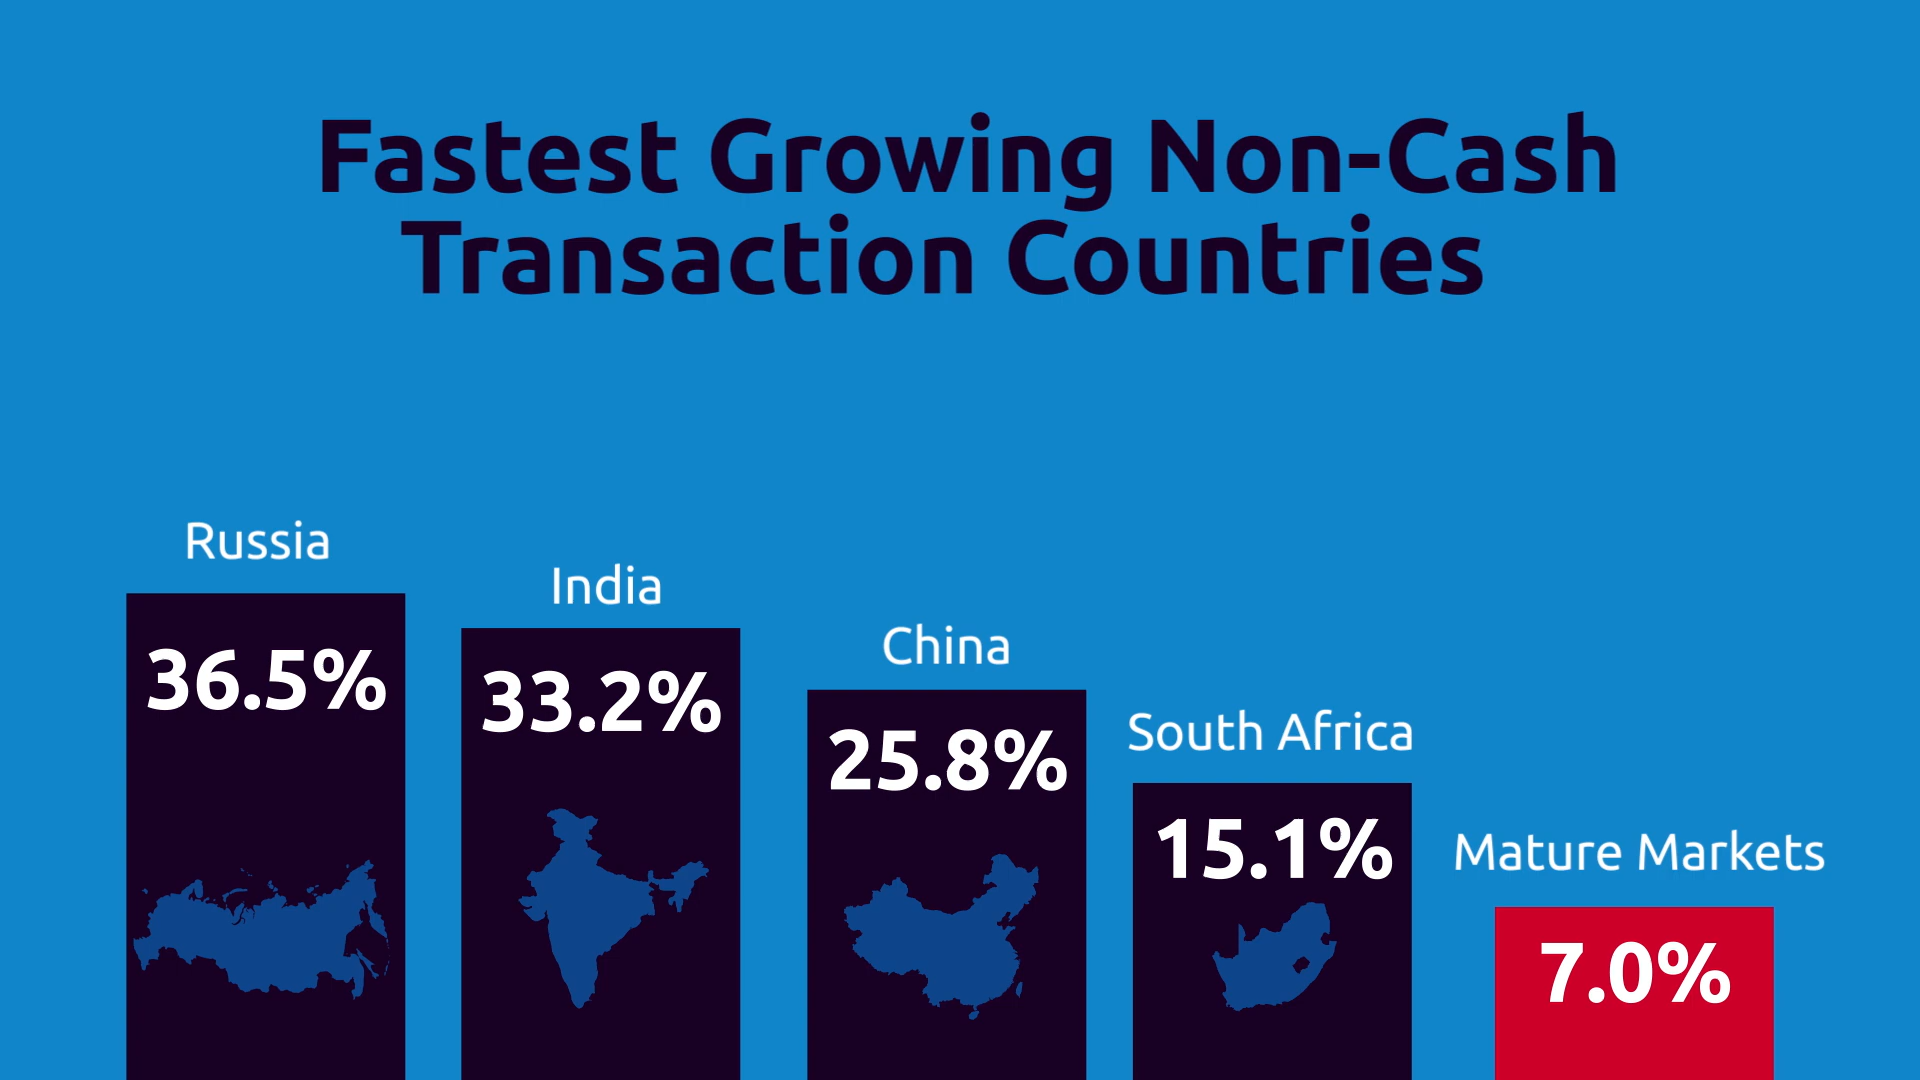 Fastest Growing Non-Cash
Transaction Countries
Russia
36.5%
India
33.2%
China
25.8%
South Africa
15.1%
Mature Markets
7.0%